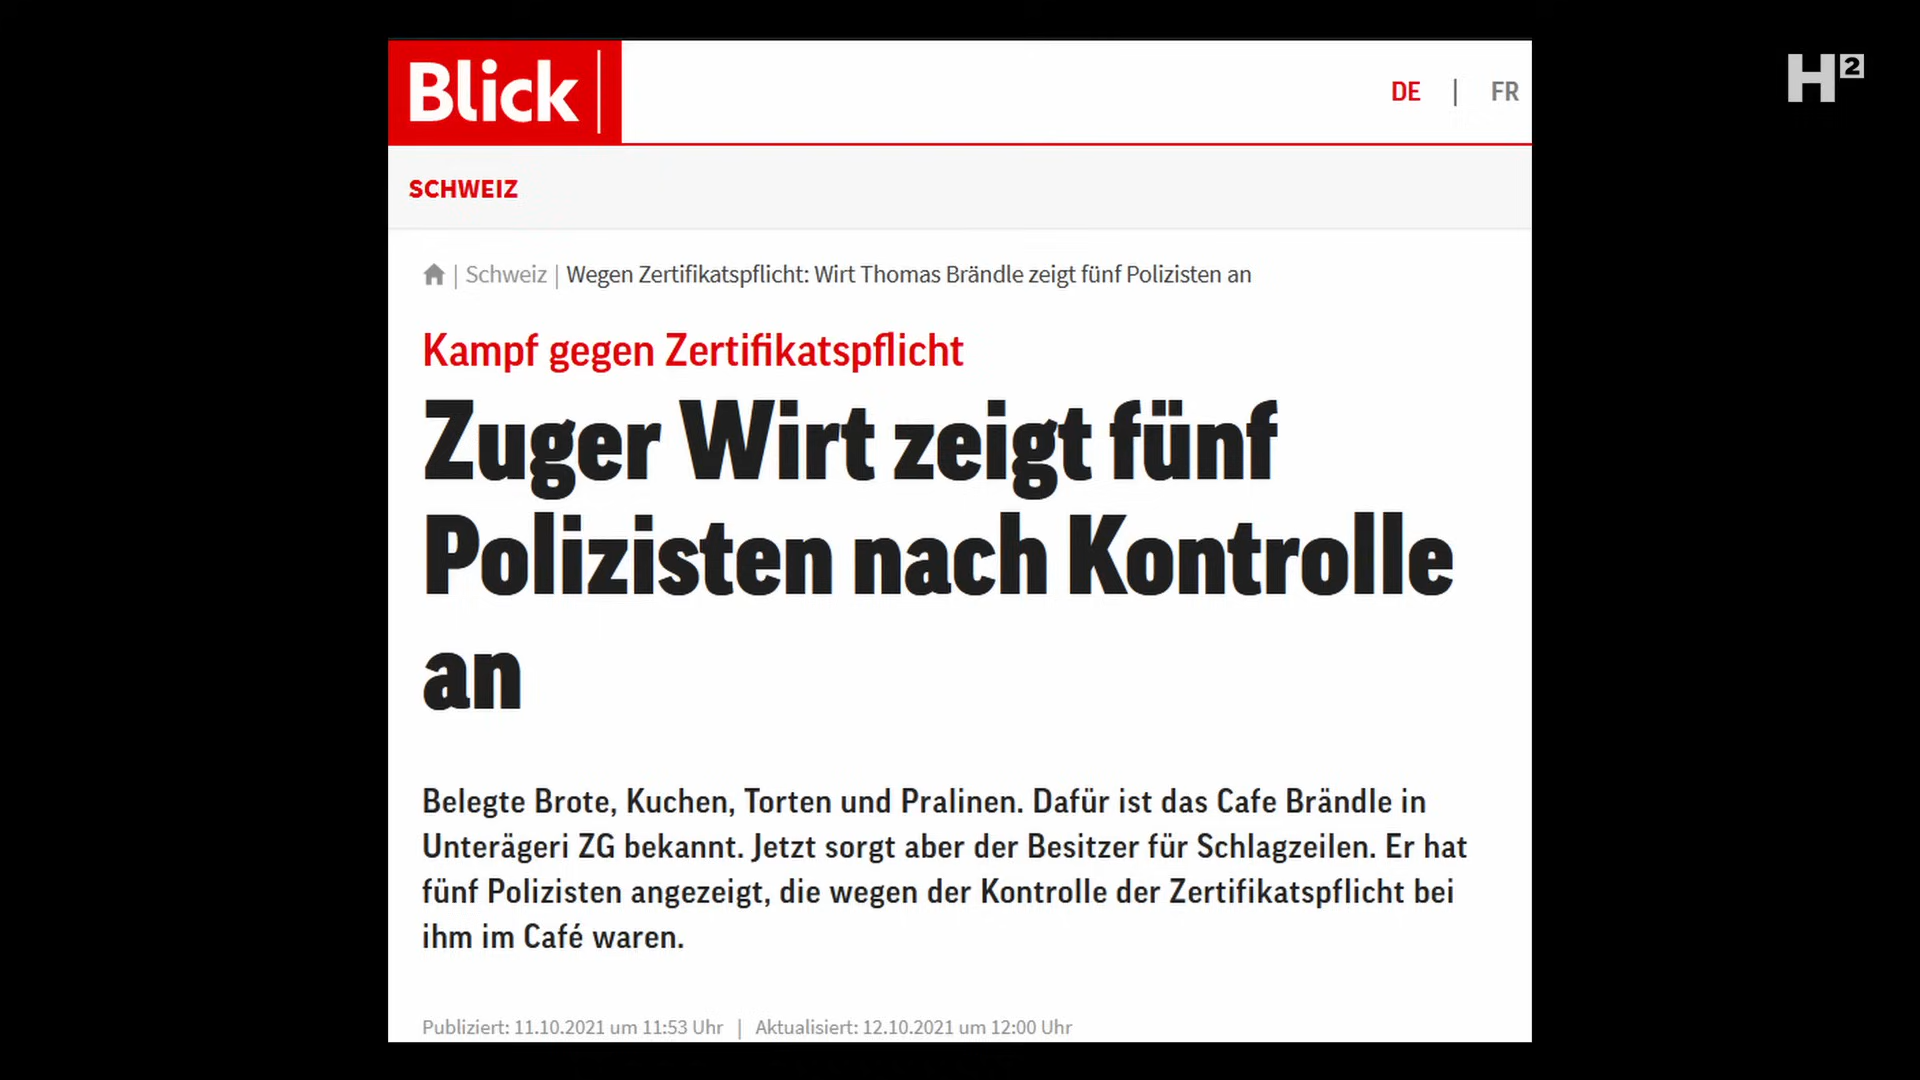 Blick
DE | FR
H2
SCHWEIZ
| Schweiz | Wegen Zertifikatspflicht: Wirt Thomas Brändle zeigt fünf Polizisten an
Kampf gegen Zertifikatspflicht
Zuger Wirt zeigt fünf
Polizisten nach Kontrolle
an
Belegte Brote, Kuchen, Torten und Pralinen. Dafür ist das Cafe Brändle in
Unterägeri ZG bekannt. Jetzt sorgt aber der Besitzer für Schlagzeilen. Er hat
fünf Polizisten angezeigt, die wegen der Kontrolle der Zertifikatspflicht bei
ihm im Café waren.
Publiziert: 11.10.2021 um 11:53 Uhr | Aktualisiert: 12.10.2021 um 12:00 Uhr